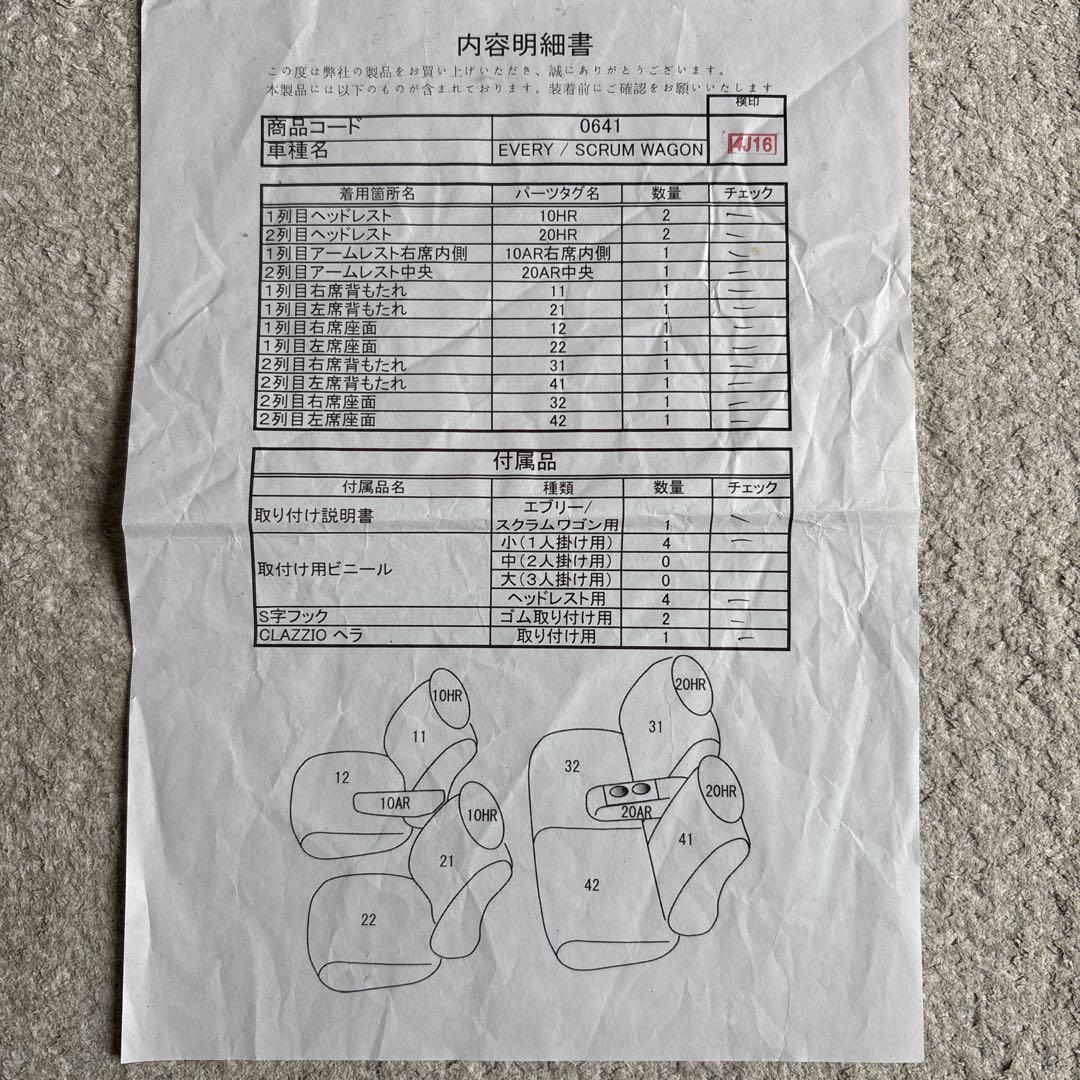 内容明細書
この度は弊社の製品をお買い上げいただき、誠にありがとうございます。
本製品には以下のものが含まれております。装着前にご確認をお願いいたします
検印
商品コード 0641
4J16
車種名 EVERY / SCRUM WAGON
着用箇所名 パーツタグ名 数量 チェック
1列目ヘッドレスト 10HR 2
2列目ヘッドレスト 20HR 2
1列目アームレスト右席内側 10AR右席内側 1
2列目アームレスト中央 20AR中央 1
1列目右席背もたれ 11 1
1列目左席背もたれ 21 1
1列目右席座面 12 1
1列目左席座面 22 1
2列目右席背もたれ 31 1
2列目左席背もたれ 41 1
2列目右席座面 32 1
2列目左席座面 42 1
付属品
付属品名 種類 数量 チェック
取り付け説明書 エブリー/
スクラムワゴン用 1
取付け用ビニール 小(1人掛け用) 4
中(2人掛け用) 0
大(3人掛け用) 0
ヘッドレスト用 4
S字フック ゴム取り付け用 2
CLAZZIO ヘラ 取り付け用 1
10HR
11
12
10AR
10HR
21
22
20HR
31
32
20AR
20HR
41
42